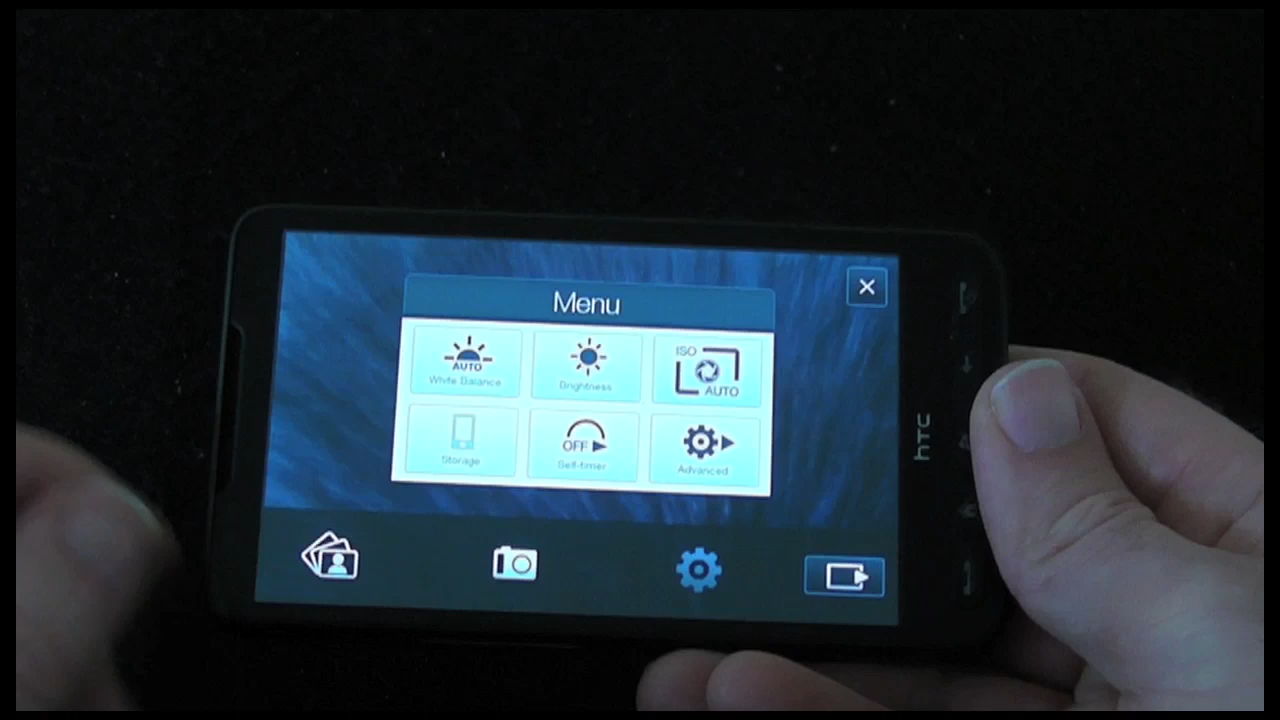 Menu
AUTO
White Balance
Brightness
ISO
AUTO
Storage
OFF
Self-timer
Advanced
hTC